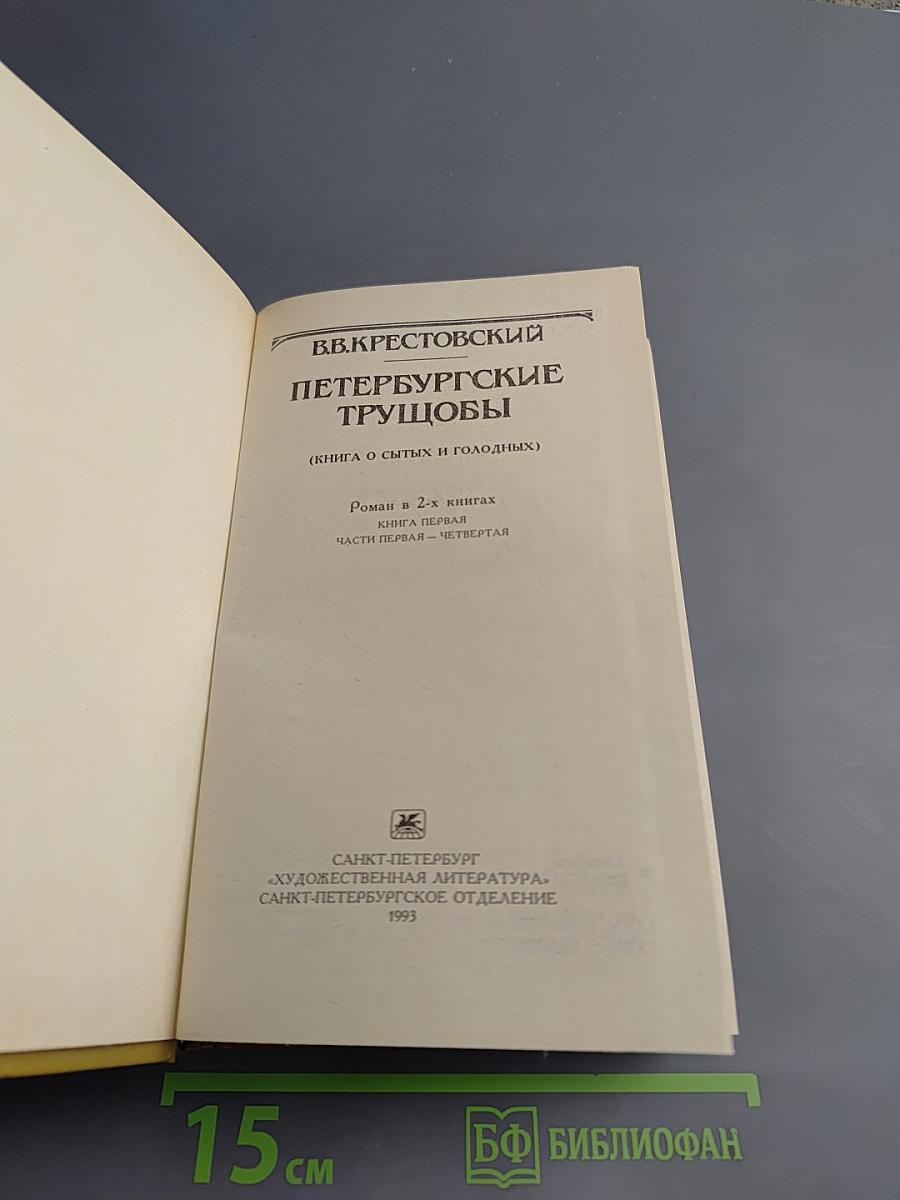 В.В.КРЕСТОВСКИЙ
ПЕТЕРБУРГСКИЕ
ТРУЩОБЫ
(КНИГА О СЫТЫХ И ГОЛОДНЫХ)
Роман в 2-х книгах
КНИГА ПЕРВАЯ
ЧАСТИ ПЕРВАЯ — ЧЕТВЕРТАЯ
САНКТ-ПЕТЕРБУРГ
«ХУДОЖЕСТВЕННАЯ ЛИТЕРАТУРА»
САНКТ-ПЕТЕРБУРГСКОЕ ОТДЕЛЕНИЕ
1993
15 см
БФ БИБЛИОФАН